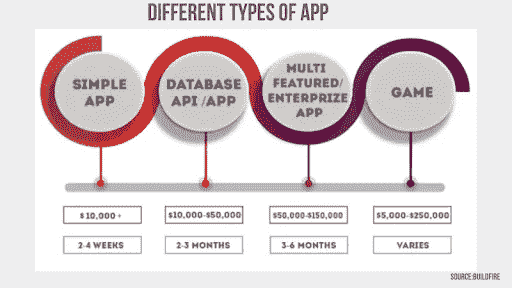 DIFFERENT TYPES OF APP
SIMPLE
APP
DATABASE
API /APP
MULTI
FEATURED/
ENTERPRIZE
APP
GAME
$10,000+
$10,000-$50,000
$50,000-$150,000
$5,000-$250,000
2-4 WEEKS
2-3 MONTHS
3-6 MONTHS
VARIES
SOURCE:BUILDFIRE